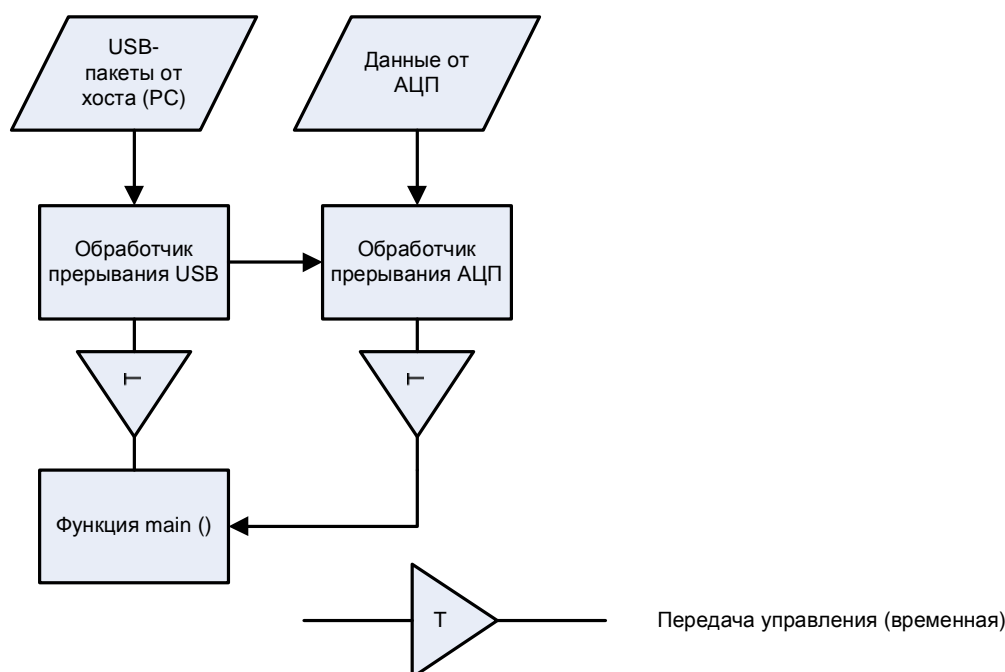 USB-
пакеты от
хоста (PC)
Данные от
АЦП
Обработчик
прерывания USB
Обработчик
прерывания АЦП
T
T
Функция main ()
T
Передача управления (временная)